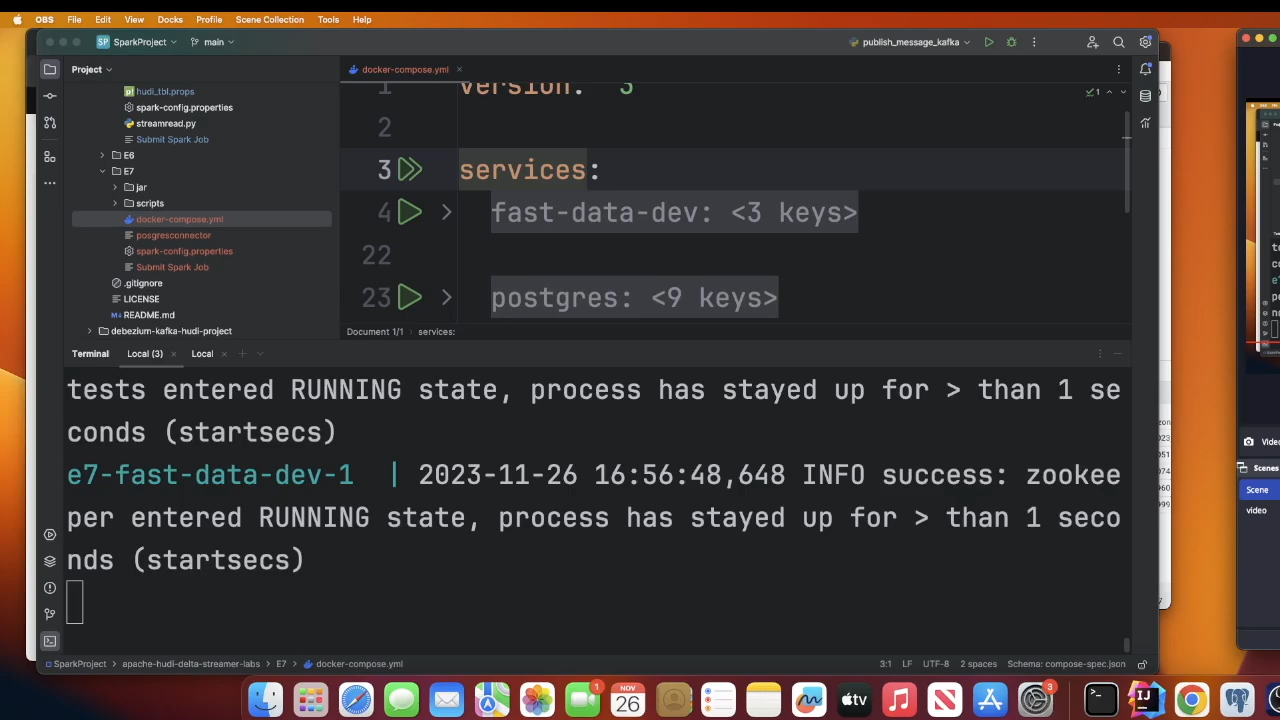 OBS File Edit View Docks Profile Scene Collection Tools Help
SP SparkProject main publish_message_kafka
Project docker-compose.yml
hudi_tbl.props
spark-config.properties
streamread.py
Submit Spark Job
E6
E7
jar
scripts
docker-compose.yml
posgresconnector
spark-config.properties
Submit Spark Job
.gitignore
LICENSE
README.md
debezium-kafka-hudi-project
1 version: '3'
2
3 services:
4 fast-data-dev: <3 keys>
22
23 postgres: <9 keys>
1
Document 1/1 services:
Terminal Local (3) Local
tests entered RUNNING state, process has stayed up for > than 1 se
conds (startsecs)
e7-fast-data-dev-1 | 2023-11-26 16:56:48,648 INFO success: zookee
per entered RUNNING state, process has stayed up for > than 1 seco
nds (startsecs)
SparkProject apache-hudi-delta-streamer-labs E7 docker-compose.yml 3:1 LF UTF-8 2 spaces Schema: compose-spec.json
Scenes
Scene
video
1
NOV
26
tv
3